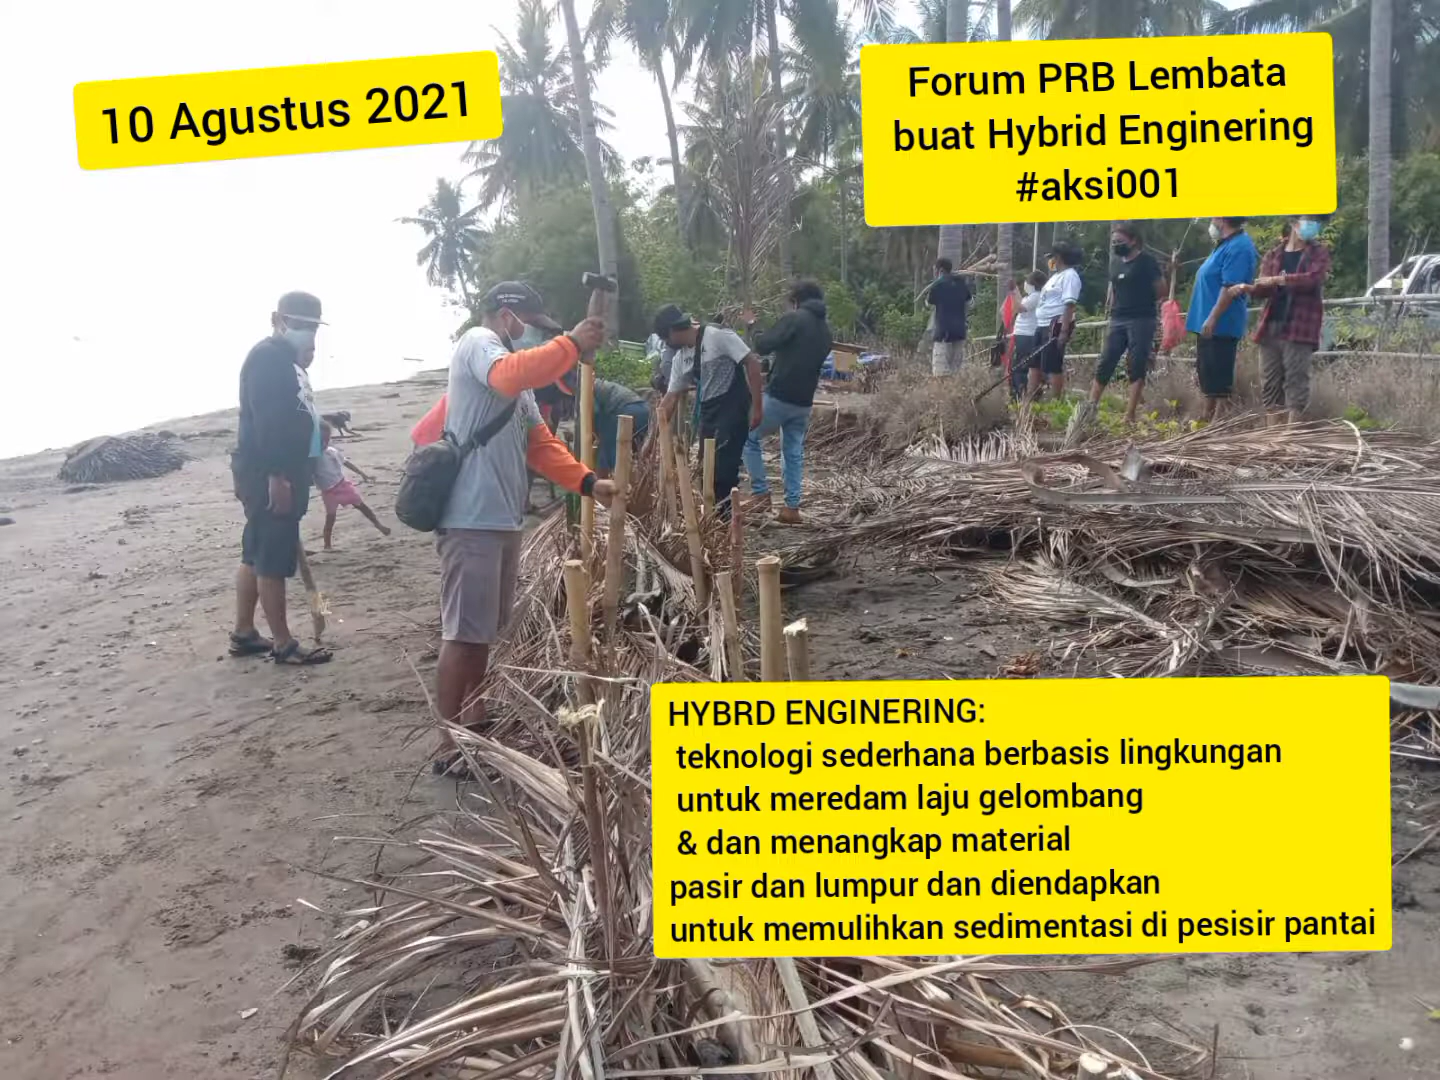 10 Agustus 2021
Forum PRB Lembata
buat Hybrid Enginering
#aksi001
HYBRD ENGINERING:
teknologi sederhana berbasis lingkungan
untuk meredam laju gelombang
& dan menangkap material
pasir dan lumpur dan diendapkan
untuk memulihkan sedimentasi di pesisir pantai